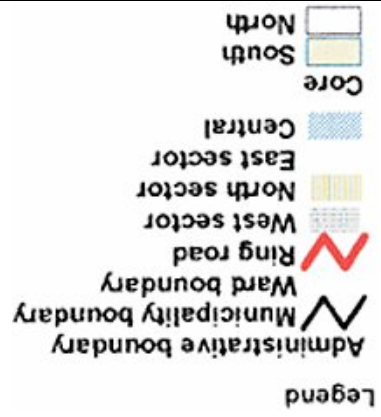 Legend
Administrative boundary
Municipality boundary
Ward boundary
Ring road
West sector
North sector
East sector
Central
Core
South
North